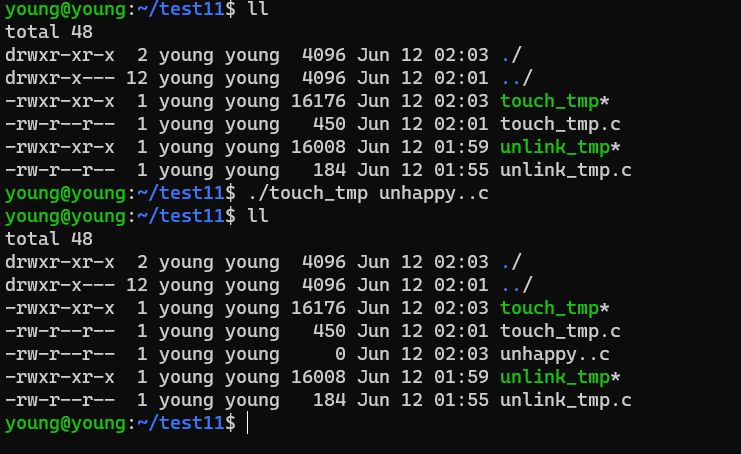 young@young:~/test11$ ll
total 48
drwxr-xr-x  2 young young  4096 Jun 12 02:03 ./
drwxr-x--- 12 young young  4096 Jun 12 02:01 ../
-rwxr-xr-x  1 young young 16176 Jun 12 02:03 touch_tmp*
-rw-r--r--  1 young young   450 Jun 12 02:01 touch_tmp.c
-rwxr-xr-x  1 young young 16008 Jun 12 01:59 unlink_tmp*
-rw-r--r--  1 young young   184 Jun 12 01:55 unlink_tmp.c
young@young:~/test11$ ./touch_tmp unhappy..c
young@young:~/test11$ ll
total 48
drwxr-xr-x  2 young young  4096 Jun 12 02:03 ./
drwxr-x--- 12 young young  4096 Jun 12 02:01 ../
-rwxr-xr-x  1 young young 16176 Jun 12 02:03 touch_tmp*
-rw-r--r--  1 young young   450 Jun 12 02:01 touch_tmp.c
-rw-r--r--  1 young young     0 Jun 12 02:03 unhappy..c
-rwxr-xr-x  1 young young 16008 Jun 12 01:59 unlink_tmp*
-rw-r--r--  1 young young   184 Jun 12 01:55 unlink_tmp.c
young@young:~/test11$